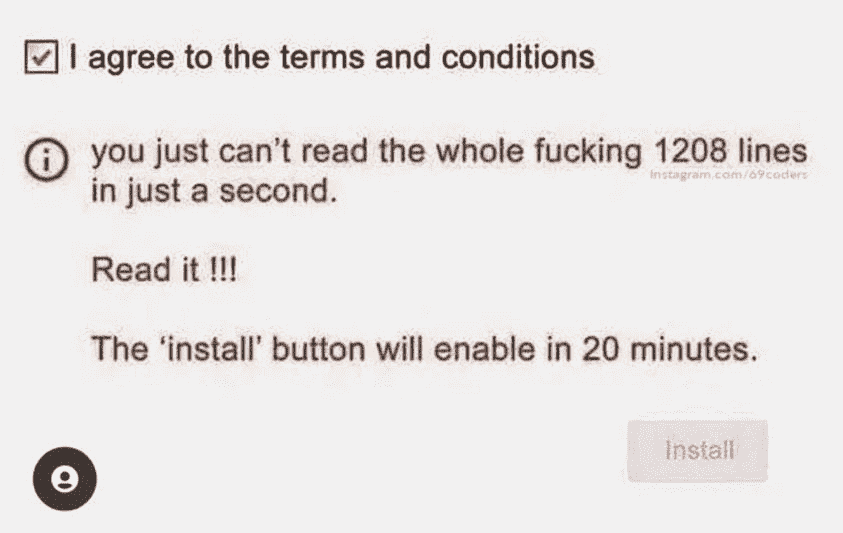 I agree to the terms and conditions
you just can't read the whole fucking 1208 lines
Instagram.com/69coders
in just a second.
Read it !!!
The ‘install’ button will enable in 20 minutes.
Install